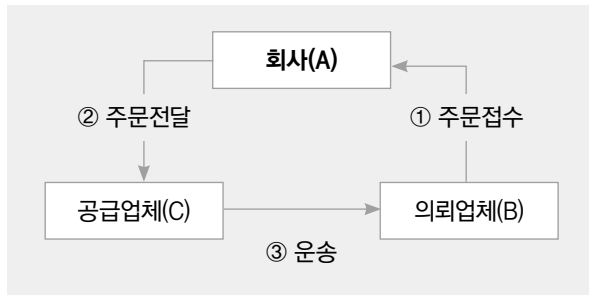 회사(A)
② 주문전달
① 주문접수
공급업체(C)
의뢰업체(B)
③ 운송